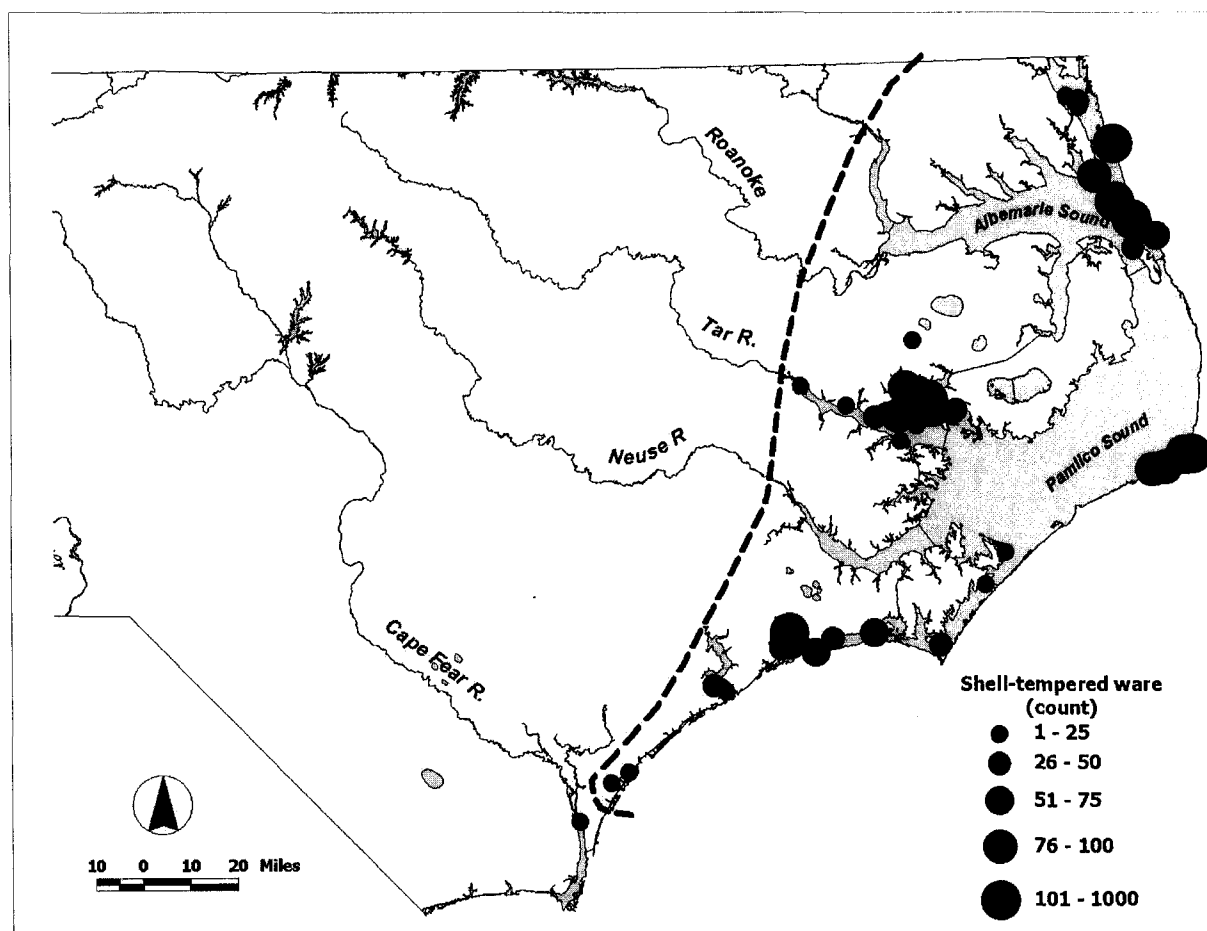 Roanoke
Albemarle Sound
Tar R.
Pamlico Sound
Neuse R
Cape Fear R.
Shell-tempered ware
(count)
1 - 25
26 - 50
51 - 75
76 - 100
101 - 1000
10 0 10 20 Miles